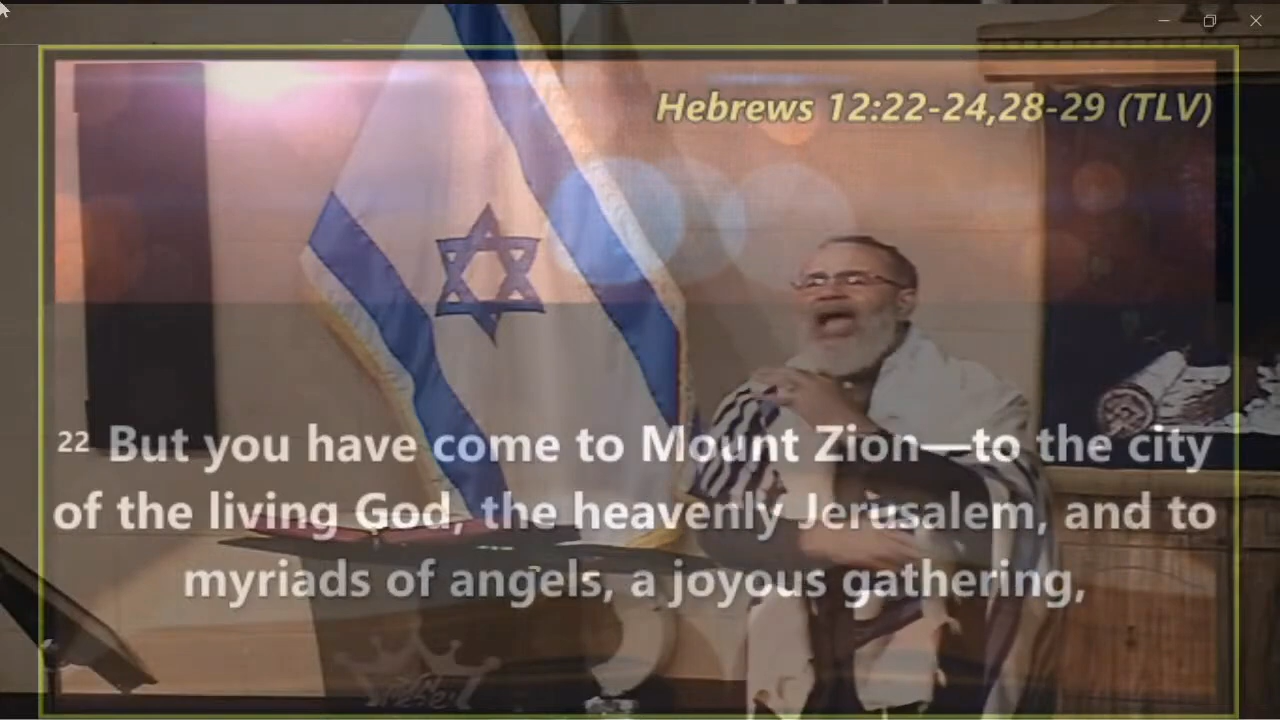 Hebrews 12:22-24,28-29 (TLV)
22 But you have come to Mount Zion—to the city
of the living God, the heavenly Jerusalem, and to
myriads of angels, a joyous gathering,